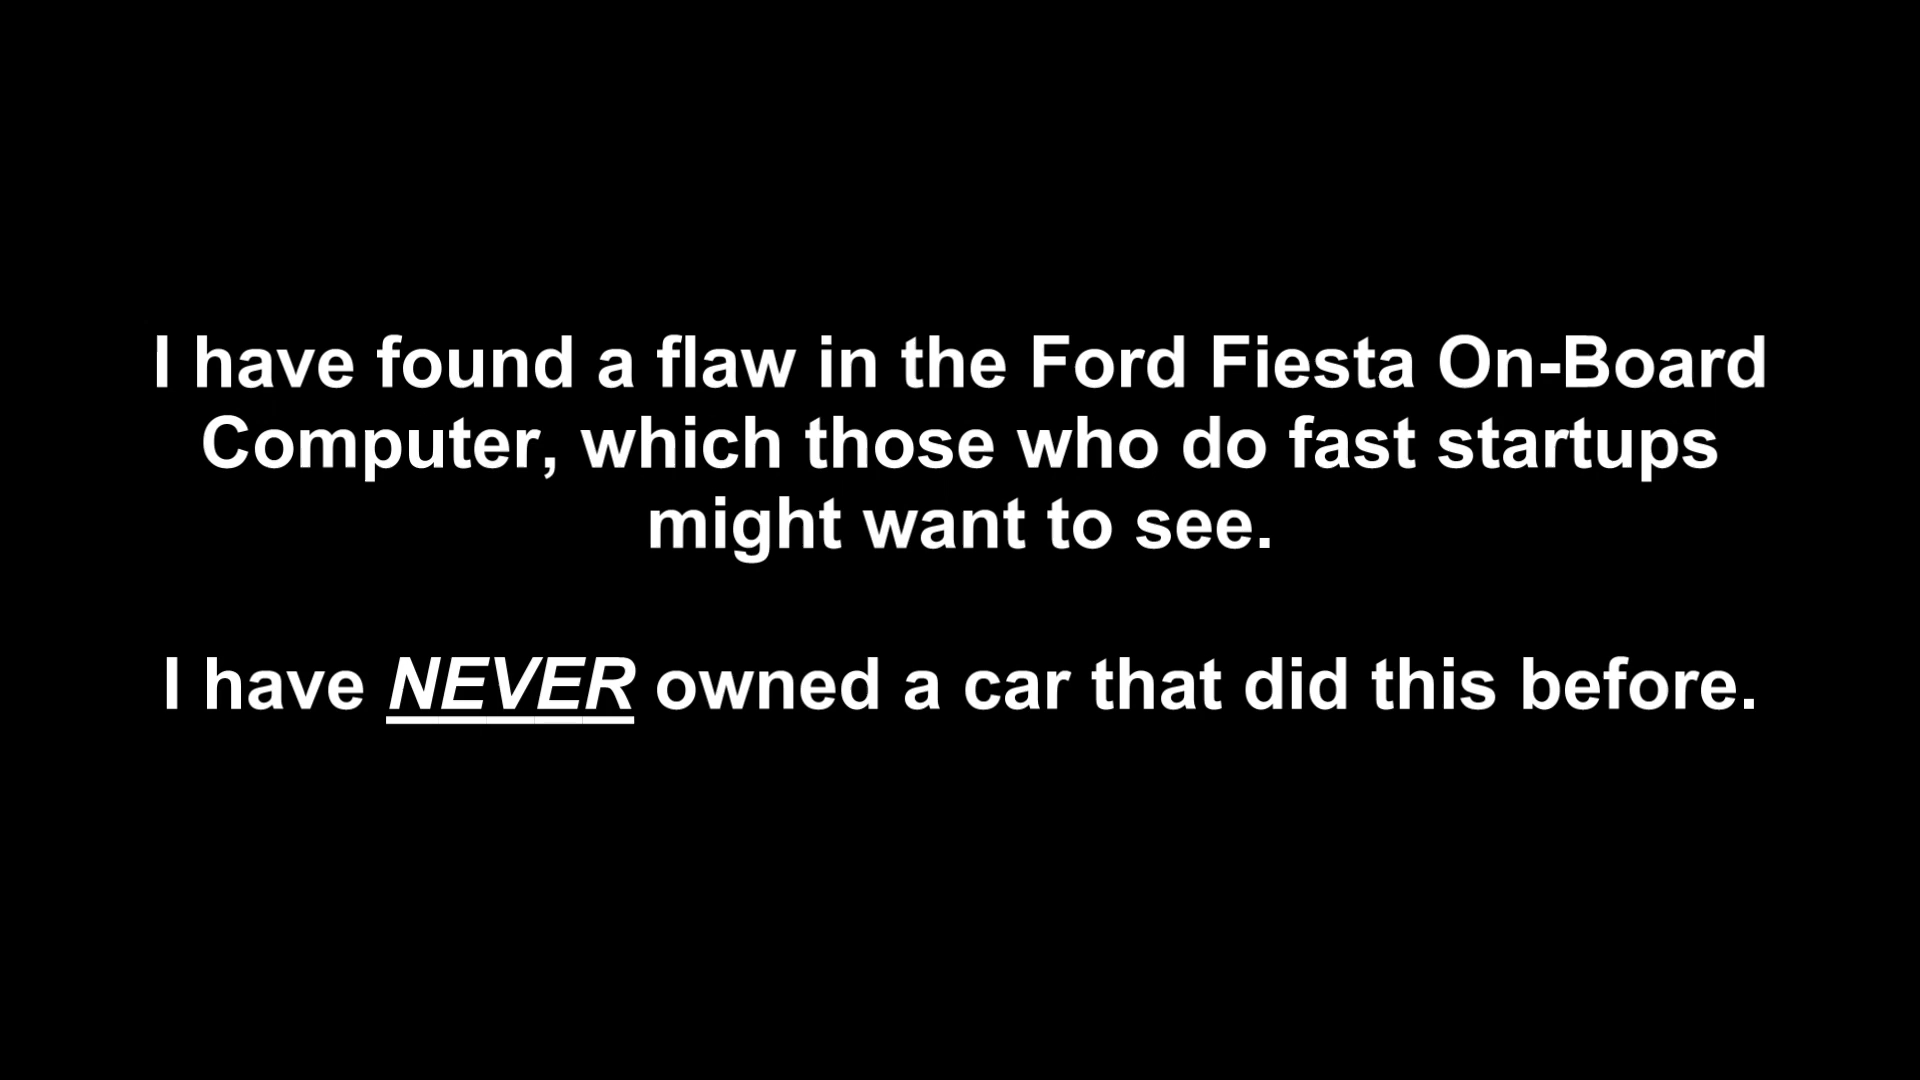 I have found a flaw in the Ford Fiesta On-Board
Computer, which those who do fast startups
might want to see.
I have NEVER owned a car that did this before.